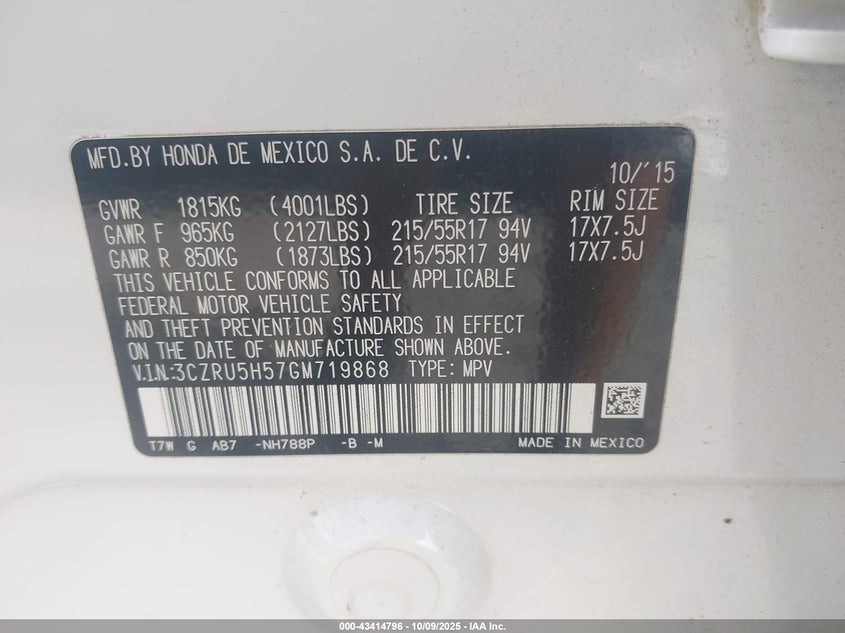 MFD.BY HONDA DE MEXICO S.A. DE C.V.
10/'15
GVWR 1815KG (4001LBS) TIRE SIZE RIM SIZE
GAWR F 965KG (2127LBS) 215/55R17 94V 17X7.5J
GAWR R 850KG (1873LBS) 215/55R17 94V 17X7.5J
THIS VEHICLE CONFORMS TO ALL APPLICABLE
FEDERAL MOTOR VEHICLE SAFETY
AND THEFT PREVENTION STANDARDS IN EFFECT
ON THE DATE OF MANUFACTURE SHOWN ABOVE.
V.I.N.:3CZRU5H57GM719868 TYPE: MPV
T7W G AB7 -NH788P -B -M MADE IN MEXICO
000-43414796 - 10/09/2025 - IAA Inc.